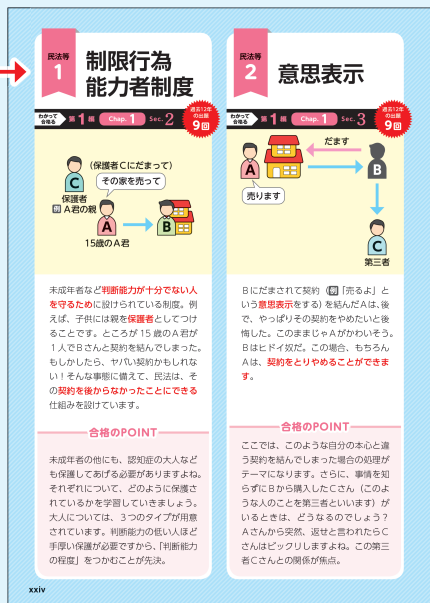 民法等
1
制限行為
能力者制度
わかって
合格る
第1編
Chap. 1
Sec. 2
過去12年
の出題
9回
(保護者Cにだまって)
その家を売って
C
保護者
例 A君の親
A
B
15歳のA君
未成年者など判断能力が十分でない人
を守るために設けられている制度。例
えば、子供には親を保護者としてつけ
ることです。ところが 15 歳のA君が
1人でBさんと契約を結んでしまった。
もしかしたら、ヤバい契約かもしれな
い！そんな事態に備えて、民法は、そ
の契約を後からなかったことにできる
仕組みを設けています。
合格のPOINT
未成年者の他にも、認知症の大人など
も保護してあげる必要がありますよね。
それぞれについて、どのように保護さ
れているかを学習していきましょう。
大人については、3つのタイプが用意
されています。判断能力の低い人ほど
手厚い保護が必要ですから、「判断能力
の程度」をつかむことが先決。
民法等
2
意思表示
わかって
合格る
第1編
Chap. 1
Sec. 3
過去12年
の出題
9回
だます
A
B
売ります
C
第三者
Bにだまされて契約（例「売るよ」と
いう意思表示をする）を結んだAは、後
で、やっぱりその契約をやめたいと後
悔した。このままじゃAがかわいそう。
Bはヒドイ奴だ。この場合、もちろん
Aは、契約をとりやめることができま
す。
合格のPOINT
ここでは、このような自分の本心と違
う契約を結んでしまった場合の処理が
テーマになります。さらに、事情を知
らずにBから購入したCさん（このよ
うな人のことを第三者といいます）が
いるときは、どうなるのでしょう？
Aさんから突然、返せと言われたらC
さんはビックリしますよね。この第三
者Cさんとの関係が焦点。
xxiv